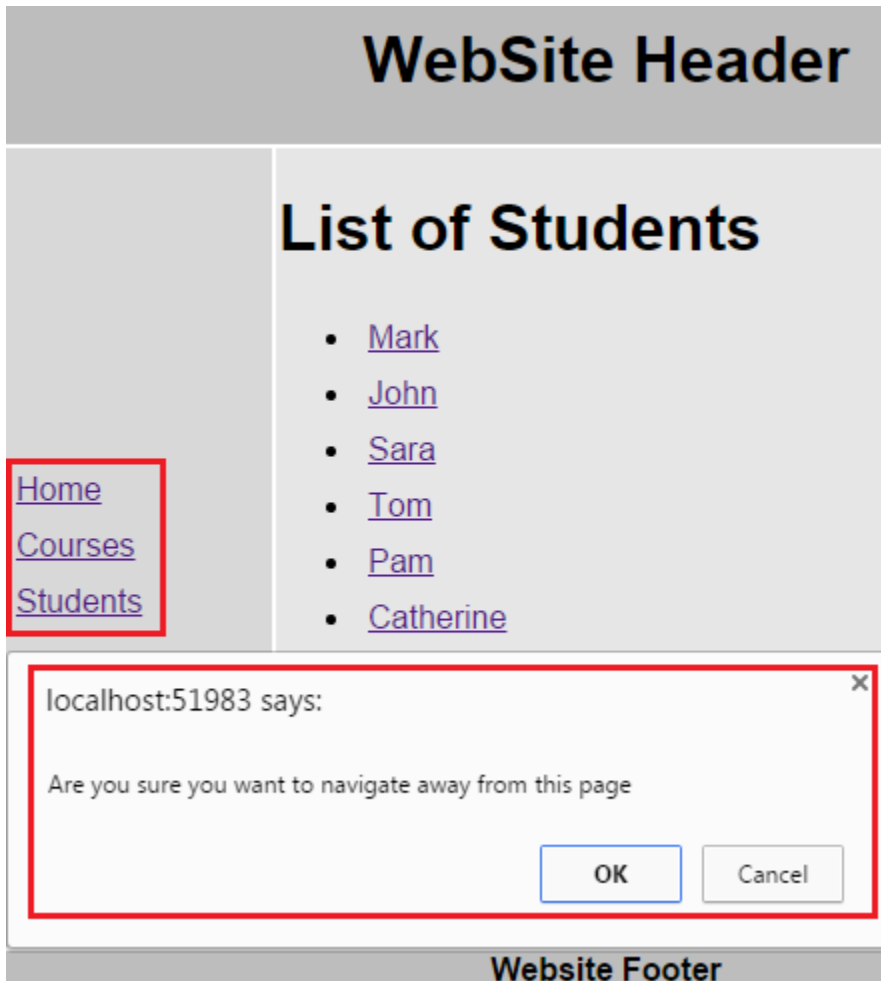 WebSite Header
List of Students
Mark
John
Sara
Tom
Pam
Catherine
Home
Courses
Students
localhost:51983 says:
Are you sure you want to navigate away from this page
OK
Cancel
Website Footer